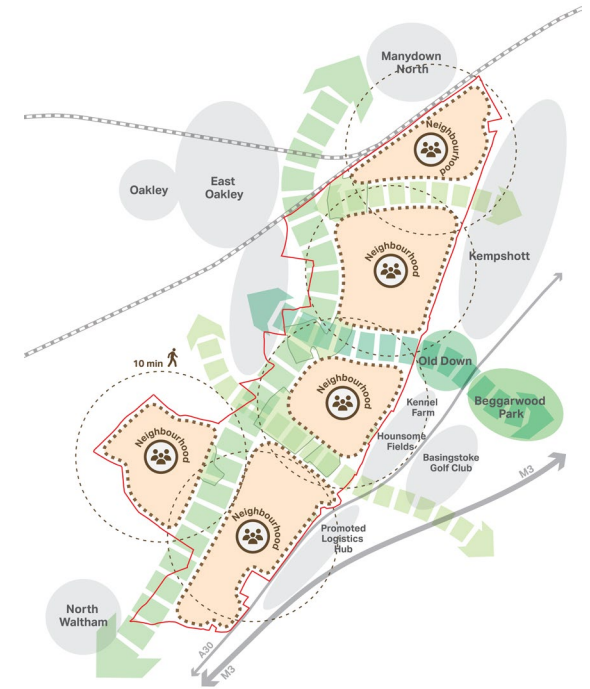 Manydown
North
Neighbourhood
Oakley
East
Oakley
Neighbourhood
Kempshott
10 min
Old Down
Neighbourhood
Kennel
Farm
Beggarwood
Park
Neighbourhood
Hounsome
Fields
Basingstoke
Golf Club
M3
Neighbourhood
Promoted
Logistics
Hub
North
Waltham
A30
M3